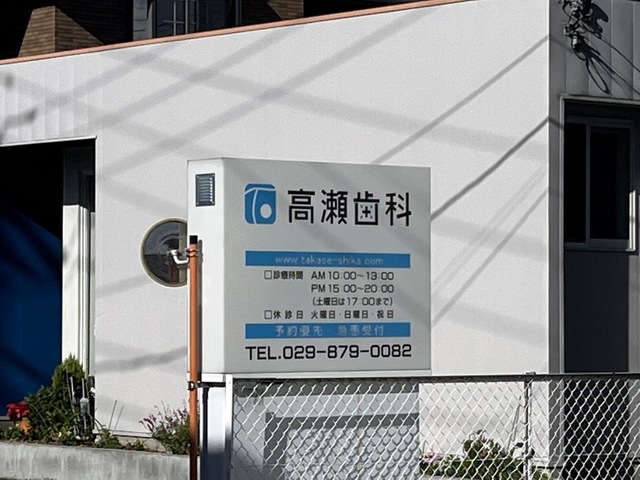 高瀬歯科
www.takase-shika.com
□診療時間 AM 10:00～13:00
PM 15:00～20:00
(土曜日は17:00まで)
□休診日 火曜日・日曜日・祝日
予約優先・急患受付
TEL.029-879-0082